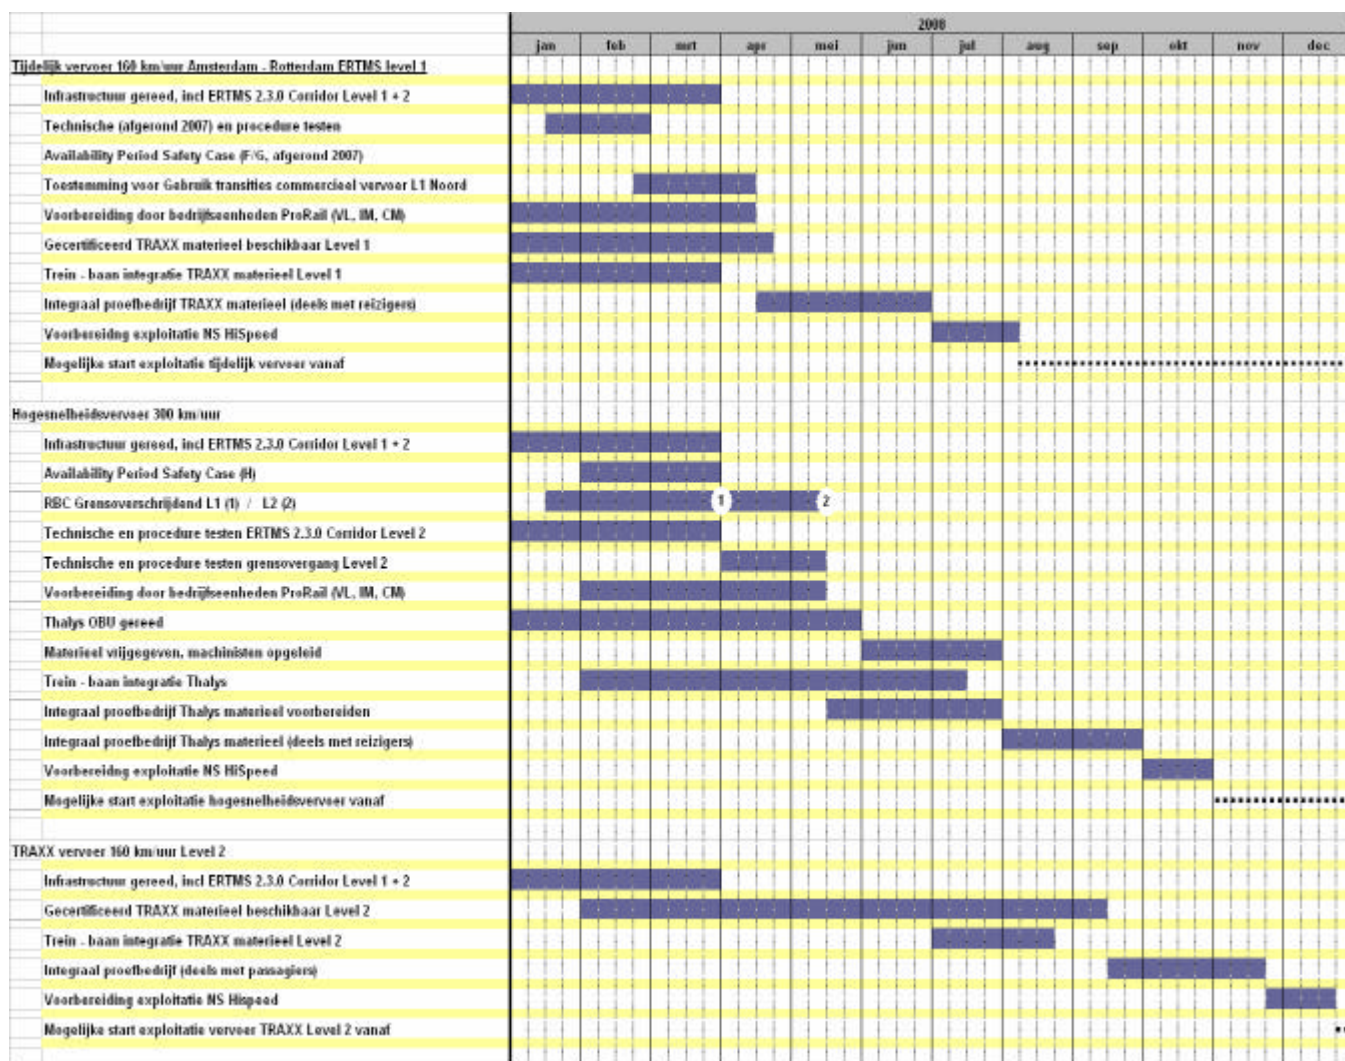 2008
jan feb mrt apr mei jun jul aug sep okt nov dec
Tijdelijk vervoer 160 km/uur Amsterdam - Rotterdam ERTMS level 1
Infrastructuur gereed, incl ERTMS 2.3.0 Corridor Level 1 + 2
Technische (afgerond 2007) en procedure testen
Availability Period Safety Case (F/G, afgerond 2007)
Toestemming voor Gebruik transities commercieel vervoer L1 Noord
Voorbereiding door bedrijfseenheden ProRail (VL, IM, CM)
Gecertificeerd TRAXX materieel beschikbaar Level 1
Trein - baan integratie TRAXX materieel Level 1
Integraal proefbedrijf TRAXX materieel (deels met reizigers)
Voorbereidng exploitatie NS HiSpeed
Mogelijke start exploitatie tijdelijk vervoer vanaf
Hogesnelheidsvervoer 300 km/uur
Infrastructuur gereed, incl ERTMS 2.3.0 Corridor Level 1 + 2
Availability Period Safety Case (H)
RBC Grensoverschrijdend L1 (1) / L2 (2) 1 2
Technische en procedure testen ERTMS 2.3.0 Corridor Level 2
Technische en procedure testen grensovergang Level 2
Voorbereiding door bedrijfseenheden ProRail (VL, IM, CM)
Thalys OBU gereed
Materieel vrijgegeven, machinisten opgeleid
Trein - baan integratie Thalys
Integraal proefbedrijf Thalys materieel voorbereiden
Integraal proefbedrijf Thalys materieel (deels met reizigers)
Voorbereidng exploitatie NS HiSpeed
Mogelijke start exploitatie hogesnelheidsvervoer vanaf
TRAXX vervoer 160 km/uur Level 2
Infrastructuur gereed, incl ERTMS 2.3.0 Corridor Level 1 + 2
Gecertificeerd TRAXX materieel beschikbaar Level 2
Trein - baan integratie TRAXX materieel Level 2
Integraal proefbedrijf (deels met passagiers)
Voorbereiding exploitatie NS Hispeed
Mogelijke start exploitatie vervoer TRAXX Level 2 vanaf